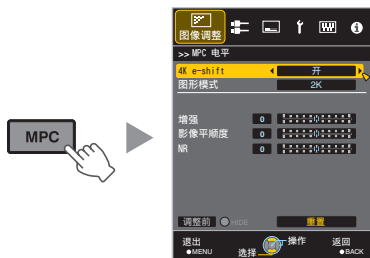 MPC
图像调整
>> MPC 电平
4K e-shift 开
图形模式 2K
增强 0
影像平顺度 0
NR 0
调整前 HIDE 重置
退出 操作 返回
●MENU 选择 ●BACK